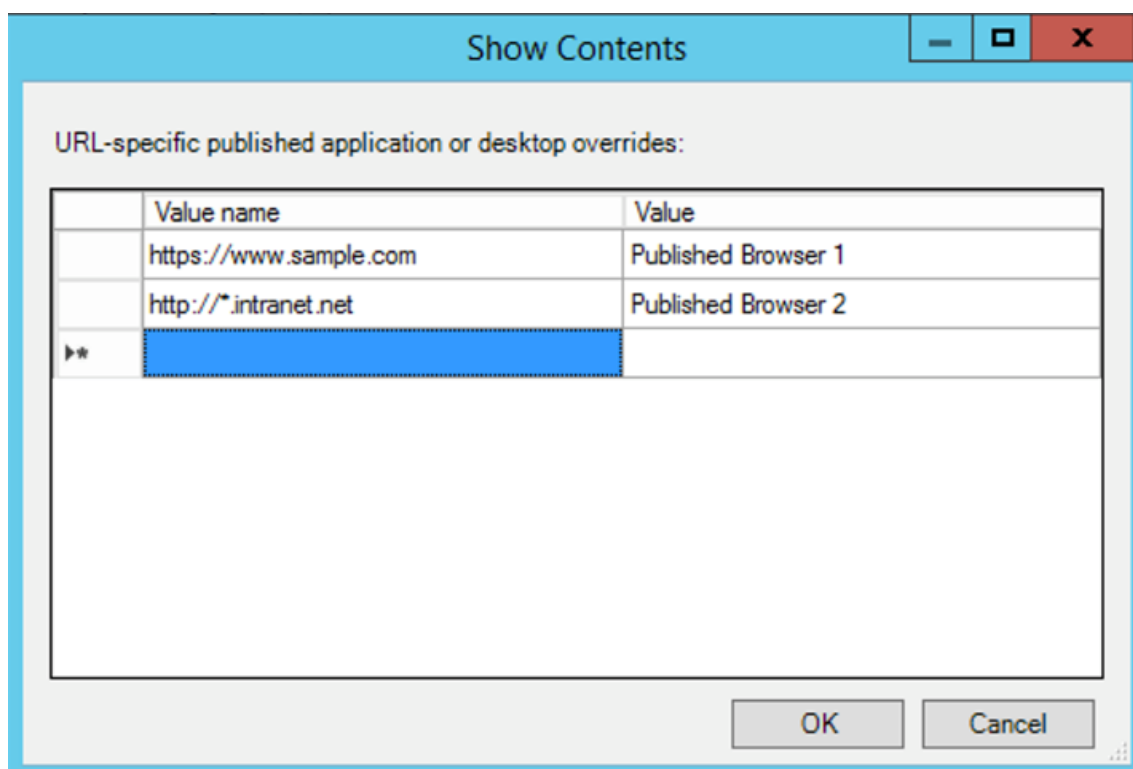 Show Contents
URL-specific published application or desktop overrides:
Value name Value
https://www.sample.com Published Browser 1
http://*.intranet.net Published Browser 2
OK Cancel